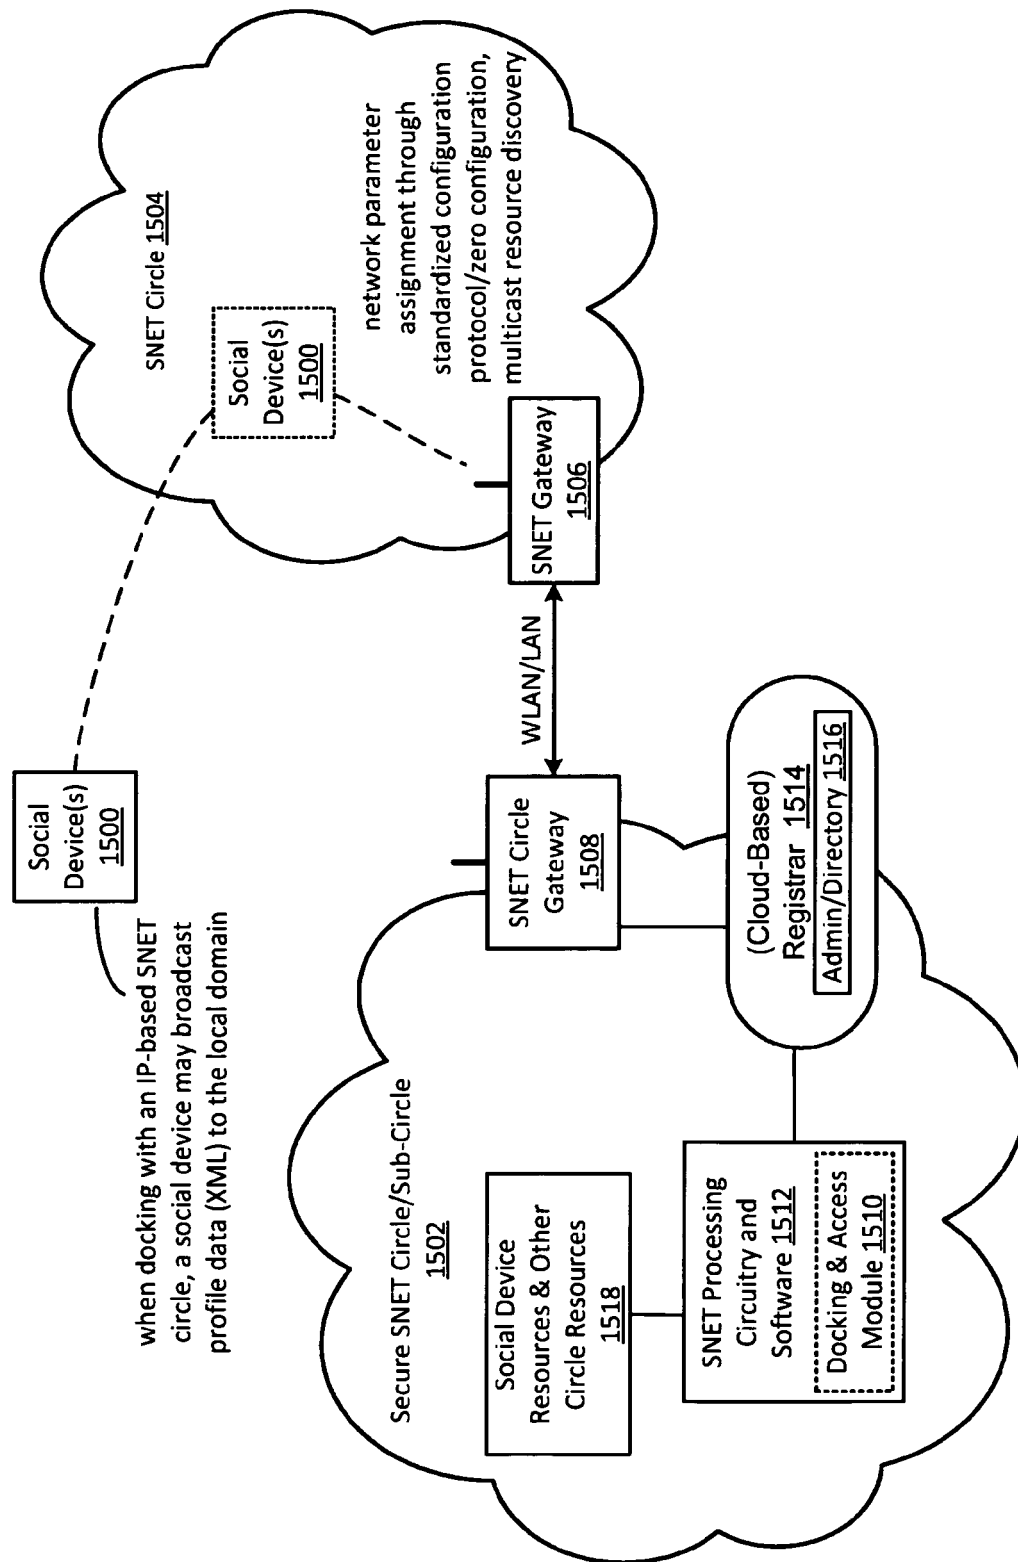 Social
Device(s)
1500
when docking with an IP-based SNET
circle, a social device may broadcast
profile data (XML) to the local domain
SNET Circle 1504
Social
Device(s)
1500
network parameter
assignment through
standardized configuration
protocol/zero configuration,
multicast resource discovery
SNET Gateway
1506
WLAN/LAN
SNET Circle
Gateway
1508
Secure SNET Circle/Sub-Circle
1502
Social Device
Resources & Other
Circle Resources
1518
(Cloud-Based)
Registrar 1514
Admin/Directory 1516
SNET Processing
Circuitry and
Software 1512
Docking & Access
Module 1510